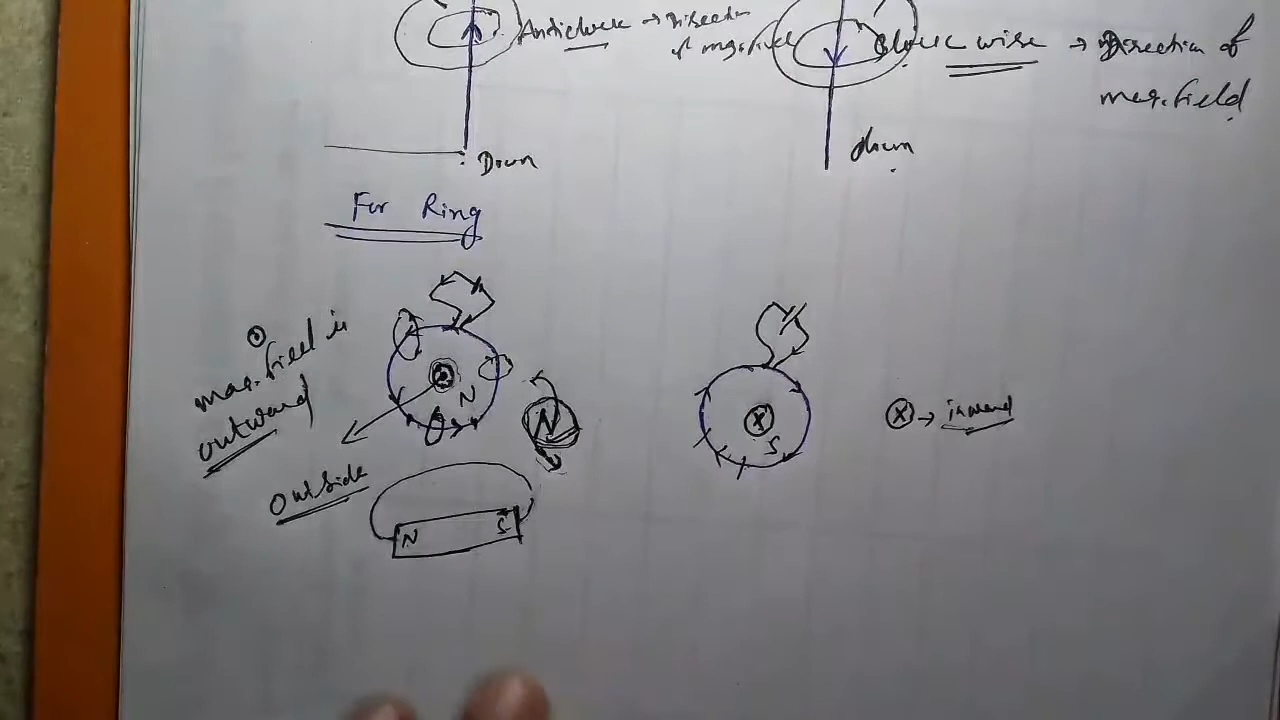 Anticlock → Direction
of mag.field
Clock wise → Direction of
mag.field
Down
down
For Ring
mag.field is
outward
outside
N
N
N
S
S
→ inward